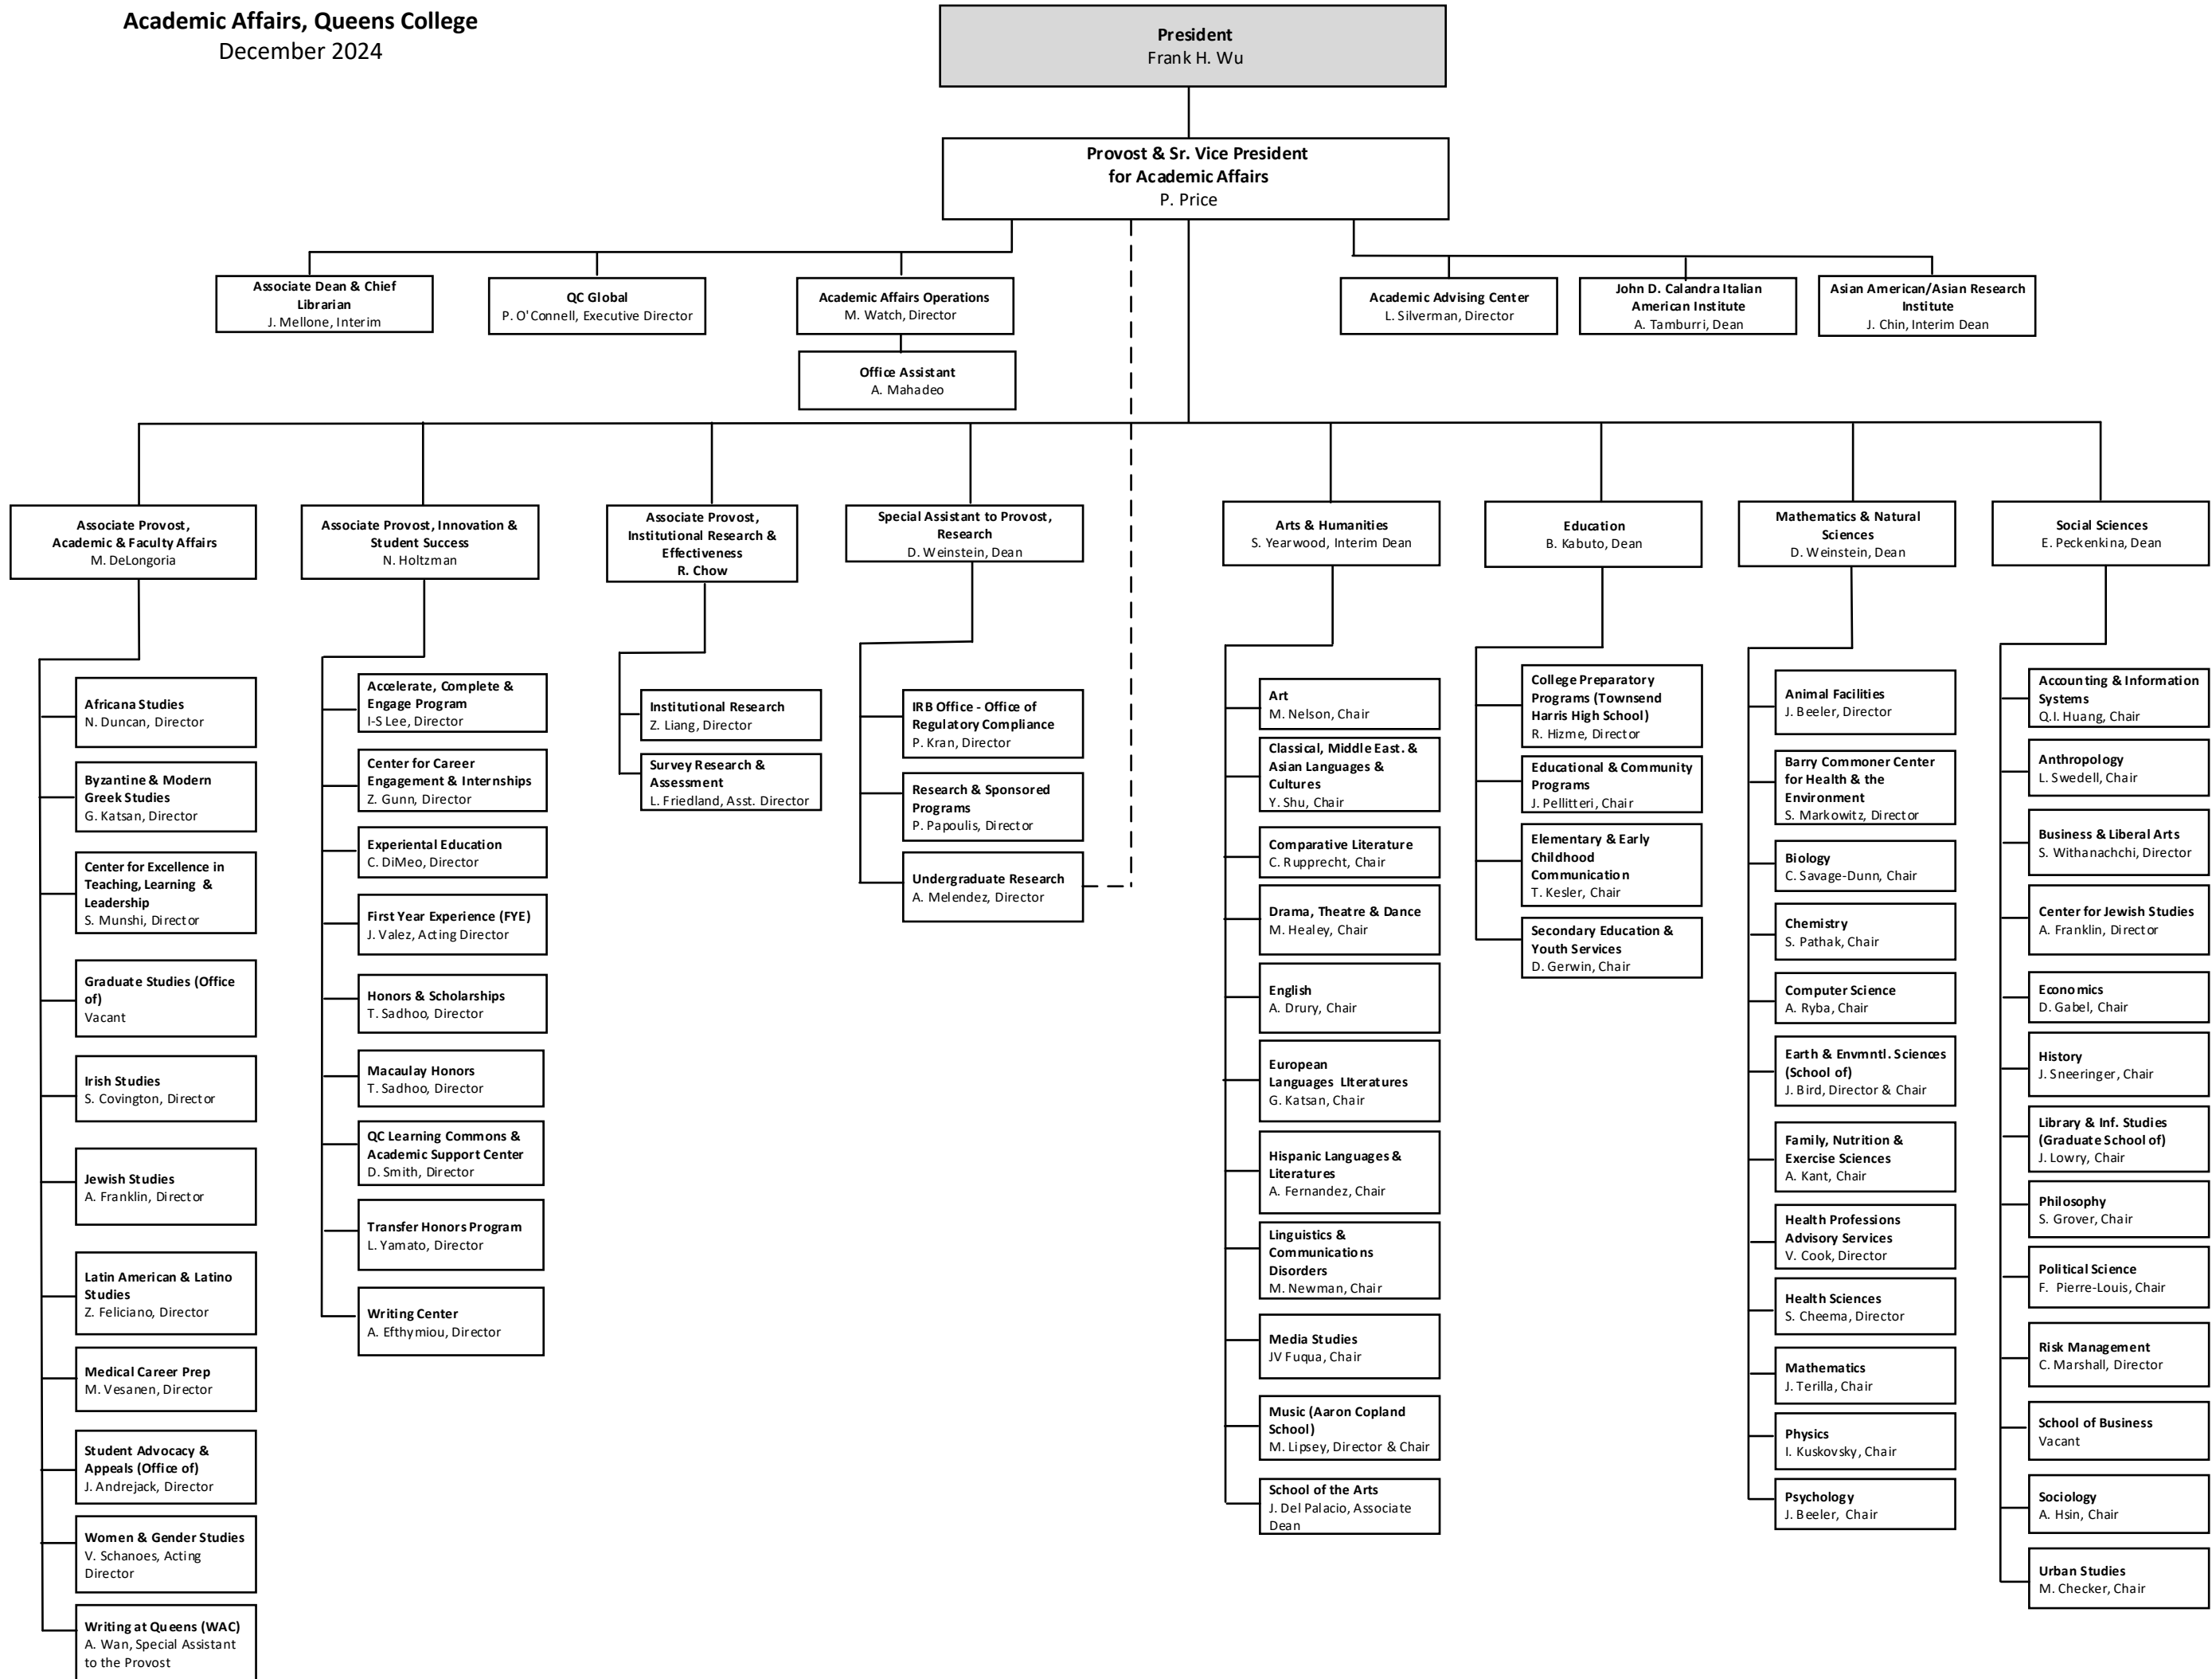 Academic Affairs, Queens College
December 2024
President
Frank H. Wu
Provost & Sr. Vice President
for Academic Affairs
P. Price
Associate Dean & Chief
Librarian
J. Mellone, Interim
QC Global
P. O'Connell, Executive Director
Academic Affairs Operations
M. Watch, Director
Office Assistant
A. Mahadeo
Academic Advising Center
L. Silverman, Director
John D. Calandra Italian
American Institute
A. Tamburri, Dean
Asian American/Asian Research
Institute
J. Chin, Interim Dean
Associate Provost,
Academic & Faculty Affairs
M. DeLongoria
Associate Provost, Innovation &
Student Success
N. Holtzman
Associate Provost,
Institutional Research &
Effectiveness
R. Chow
Special Assistant to Provost,
Research
D. Weinstein, Dean
Arts & Humanities
S. Yearwood, Interim Dean
Education
B. Kabuto, Dean
Mathematics & Natural
Sciences
D. Weinstein, Dean
Social Sciences
E. Peckenkina, Dean
Africana Studies
N. Duncan, Director
Byzantine & Modern
Greek Studies
G. Katsan, Director
Center for Excellence in
Teaching, Learning &
Leadership
S. Munshi, Director
Graduate Studies (Office
of)
Vacant
Irish Studies
S. Covington, Director
Jewish Studies
A. Franklin, Director
Latin American & Latino
Studies
Z. Feliciano, Director
Medical Career Prep
M. Vesanen, Director
Student Advocacy &
Appeals (Office of)
J. Andrejack, Director
Women & Gender Studies
V. Schanoes, Acting
Director
Writing at Queens (WAC)
A. Wan, Special Assistant
to the Provost
Accelerate, Complete &
Engage Program
I-S Lee, Director
Center for Career
Engagement & Internships
Z. Gunn, Director
Experiental Education
C. DiMeo, Director
First Year Experience (FYE)
J. Valez, Acting Director
Honors & Scholarships
T. Sadhoo, Director
Macaulay Honors
T. Sadhoo, Director
QC Learning Commons &
Academic Support Center
D. Smith, Director
Transfer Honors Program
L. Yamato, Director
Writing Center
A. Efthymiou, Director
Institutional Research
Z. Liang, Director
Survey Research &
Assessment
L. Friedland, Asst. Director
IRB Office - Office of
Regulatory Compliance
P. Kran, Director
Research & Sponsored
Programs
P. Papoulis, Director
Undergraduate Research
A. Melendez, Director
Art
M. Nelson, Chair
Classical, Middle East. &
Asian Languages &
Cultures
Y. Shu, Chair
Comparative Literature
C. Rupprecht, Chair
Drama, Theatre & Dance
M. Healey, Chair
English
A. Drury, Chair
European
Languages LIteratures
G. Katsan, Chair
Hispanic Languages &
Literatures
A. Fernandez, Chair
Linguistics &
Communications
Disorders
M. Newman, Chair
Media Studies
JV Fuqua, Chair
Music (Aaron Copland
School)
M. Lipsey, Director & Chair
School of the Arts
J. Del Palacio, Associate
Dean
College Preparatory
Programs (Townsend
Harris High School)
R. Hizme, Director
Educational & Community
Programs
J. Pellitteri, Chair
Elementary & Early
Childhood
Communication
T. Kesler, Chair
Secondary Education &
Youth Services
D. Gerwin, Chair
Animal Facilities
J. Beeler, Director
Barry Commoner Center
for Health & the
Environment
S. Markowitz, Director
Biology
C. Savage-Dunn, Chair
Chemistry
S. Pathak, Chair
Computer Science
A. Ryba, Chair
Earth & Envmntl. Sciences
(School of)
J. Bird, Director & Chair
Family, Nutrition &
Exercise Sciences
A. Kant, Chair
Health Professions
Advisory Services
V. Cook, Director
Health Sciences
S. Cheema, Director
Mathematics
J. Terilla, Chair
Physics
I. Kuskovsky, Chair
Psychology
J. Beeler, Chair
Accounting & Information
Systems
Q.I. Huang, Chair
Anthropology
L. Swedell, Chair
Business & Liberal Arts
S. Withanachchi, Director
Center for Jewish Studies
A. Franklin, Director
Economics
D. Gabel, Chair
History
J. Sneeringer, Chair
Library & Inf. Studies
(Graduate School of)
J. Lowry, Chair
Philosophy
S. Grover, Chair
Political Science
F. Pierre-Louis, Chair
Risk Management
C. Marshall, Director
School of Business
Vacant
Sociology
A. Hsin, Chair
Urban Studies
M. Checker, Chair